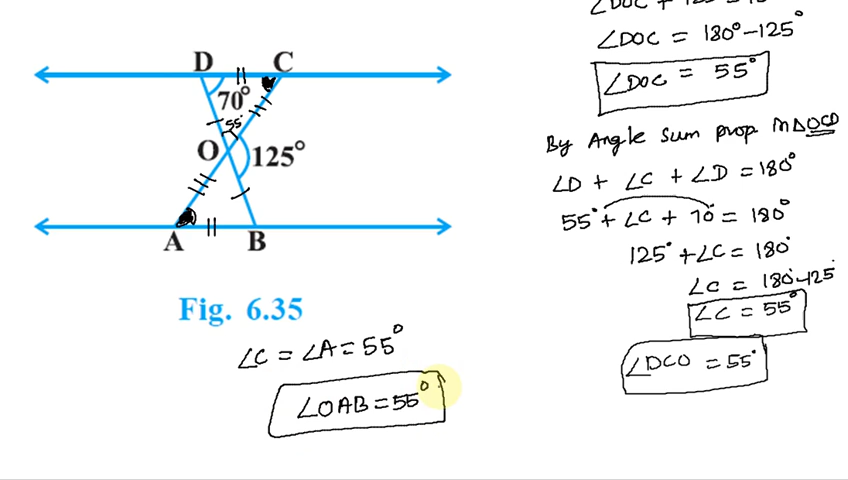 ∠DOC = 180°-125°
∠DOC = 55°
D C
70°
55°
O 125°
A B
Fig. 6.35
By Angle sum prop in △OCD
∠D + ∠C + ∠D = 180°
55° + ∠C + 70° = 180°
125° + ∠C = 180°
∠C = 180°-125°
∠C = 55°
∠DCO = 55°
∠C = ∠A = 55°
∠OAB = 55°